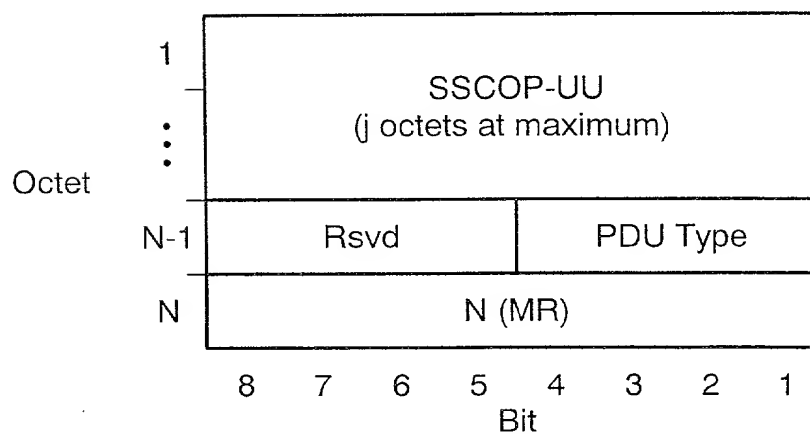 1
SSCOP-UU
(j octets at maximum)
Octet
N-1 Rsvd PDU Type
N N (MR)
8 7 6 5 4 3 2 1
Bit